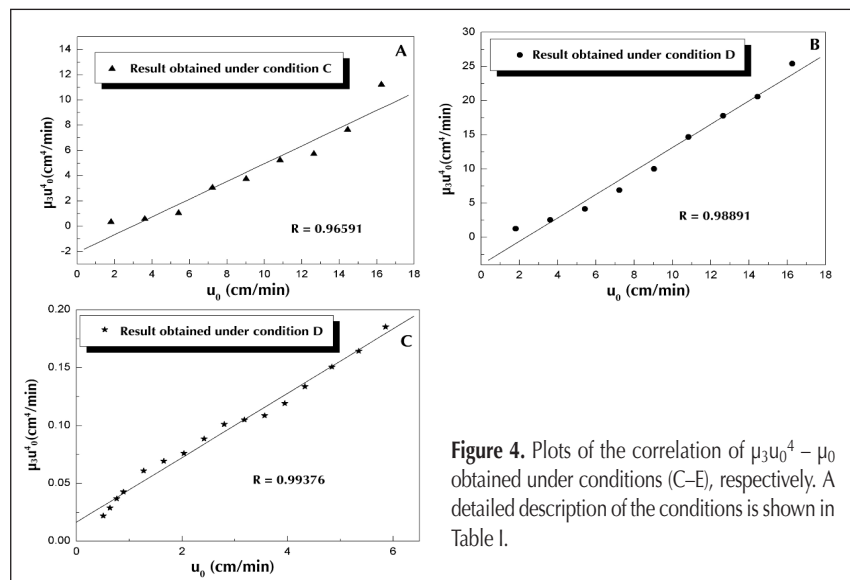 A
Result obtained under condition C
14
12
10
8
6
4
2
0
-2
μ₃u⁴₀(cm⁴/min)
R = 0.96591
0 2 4 6 8 10 12 14 16 18
u₀ (cm/min)
B
Result obtained under condition D
30
25
20
15
10
5
0
μ₃u⁴₀(cm⁴/min)
R = 0.98891
0 2 4 6 8 10 12 14 16 18
u₀ (cm/min)
C
Result obtained under condition D
0.20
0.15
0.10
0.05
0.00
μ₃u⁴₀(cm⁴/min)
R = 0.99376
0 2 4 6
u₀ (cm/min)
Figure 4. Plots of the correlation of μ₃u₀⁴ – μ₀
obtained under conditions (C–E), respectively. A
detailed description of the conditions is shown in
Table I.